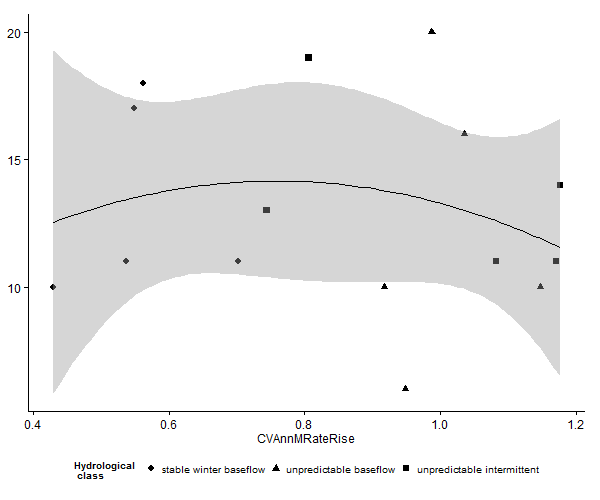 20
15
10
0.4 0.6 0.8 1.0 1.2
CVAnnMRateRise
Hydrological
class
stable winter baseflow unpredictable baseflow unpredictable intermittent